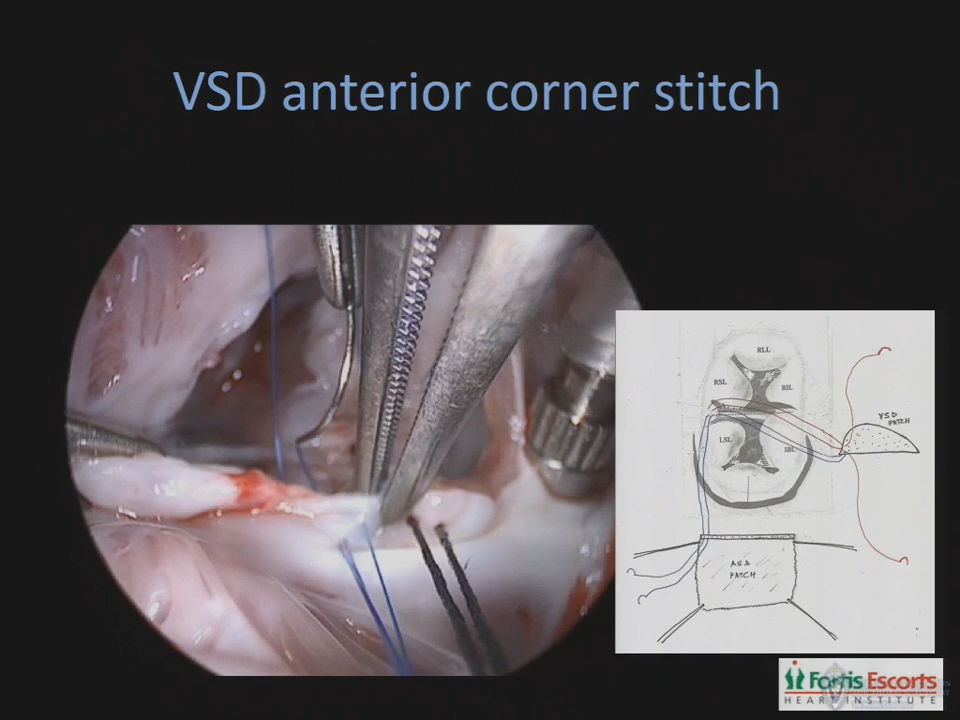 VSD anterior corner stitch
RLL
RSL
RIL
LSL
VSD
PATCH
ASD
PATCH
Fortis Escorts
HEART INSTITUTE